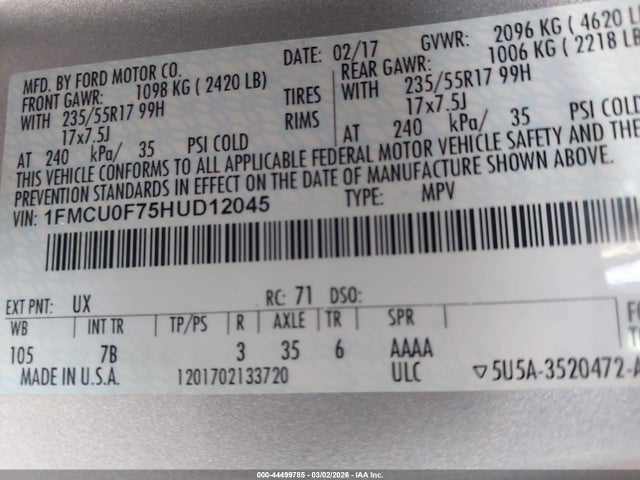 MFD. BY FORD MOTOR CO. DATE: 02/17 GVWR: 2096 KG ( 4620 L
FRONT GAWR: 1098 KG ( 2420 LB) REAR GAWR: 1006 KG ( 2218 LB
WITH 235/55R17 99H TIRES WITH 235/55R17 99H
17x7.5J RIMS 17x7.5J
AT 240 kPa/ 35 PSI COLD AT 240 kPa/ 35 PSI COLD
THIS VEHICLE CONFORMS TO ALL APPLICABLE FEDERAL MOTOR VEHICLE SAFETY AND THE
PREVENTION STANDARDS IN EFFECT ON THE DATE OF MANUFACTURE SHOWN ABOVE.
VIN: 1FMCU0F75HUD12045 TYPE: MPV
EXT PNT: UX RC: 71 DSO:
WB INT TR TP/PS R AXLE TR SPR
105 7B 3 35 6 AAAA
MADE IN U.S.A. 1201702133720 ULC ▽5U5A-3520472-A
000-44499765 - 03/02/2026 - IAA Inc.